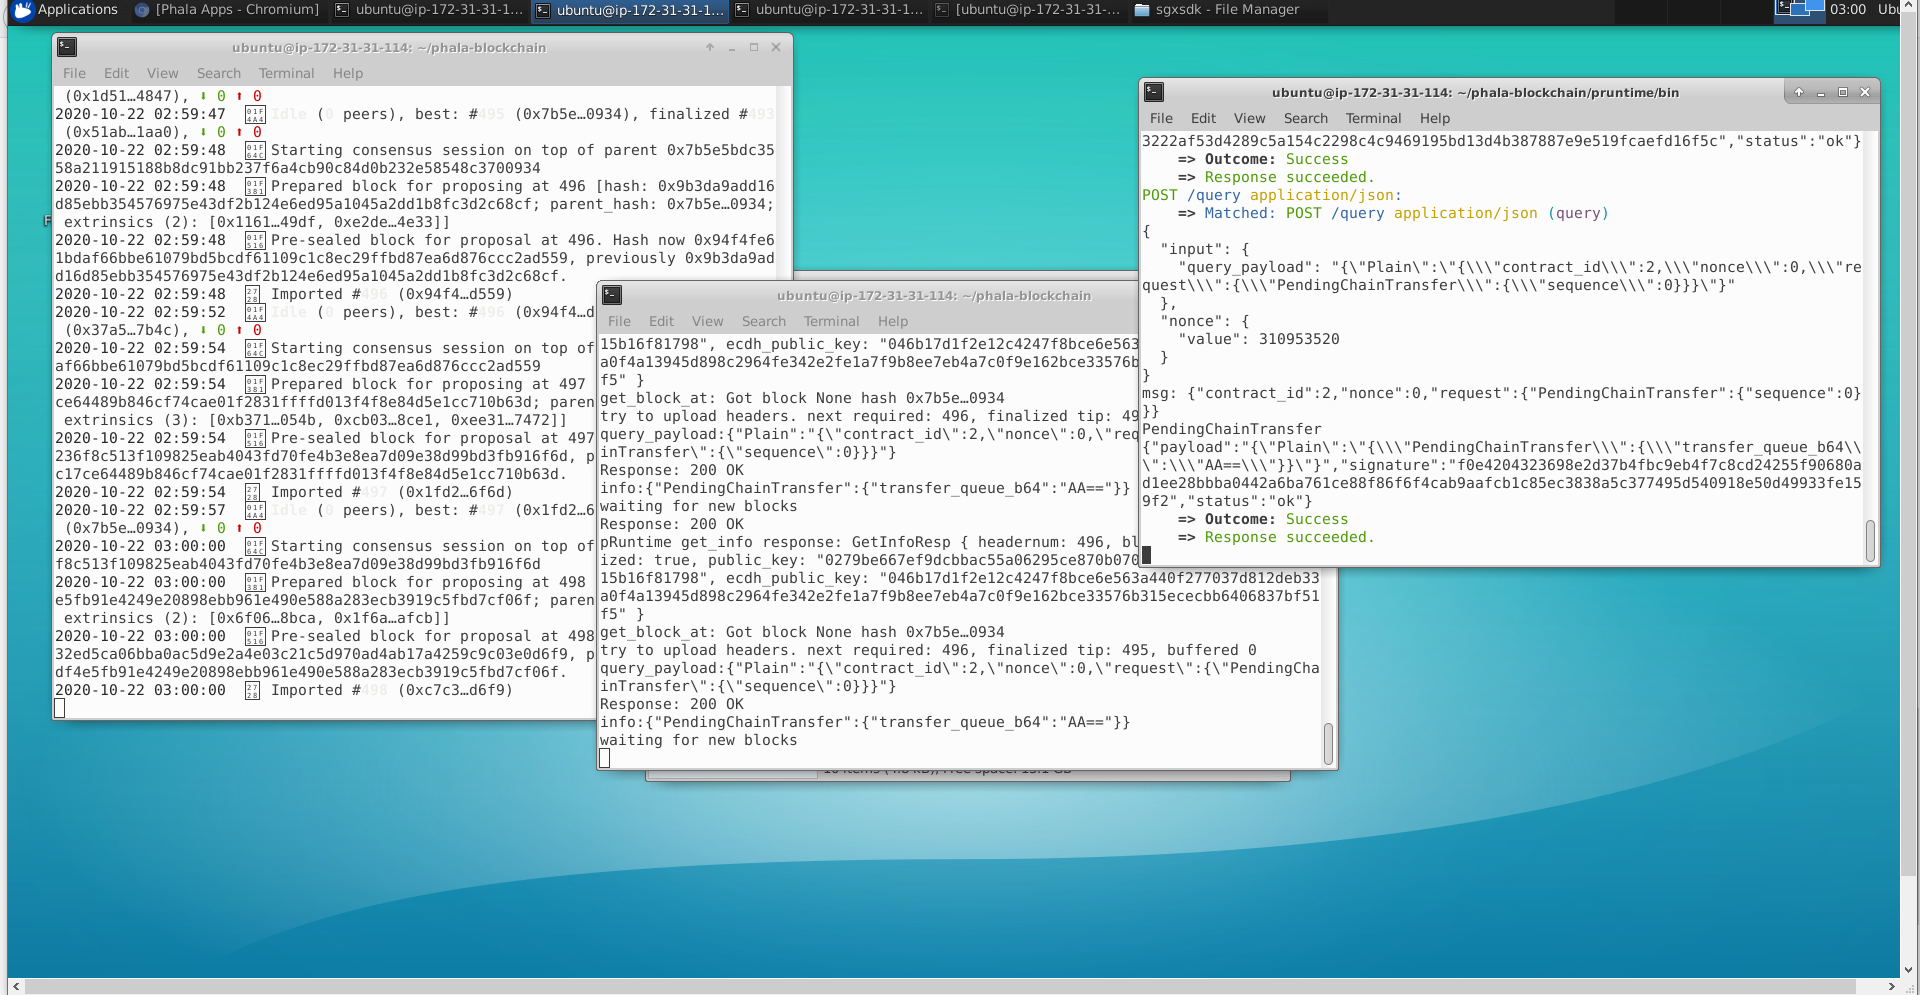 Applications
[Phala Apps - Chromium]
ubuntu@ip-172-31-31-1...
ubuntu@ip-172-31-31-1...
ubuntu@ip-172-31-31-1...
[ubuntu@ip-172-31-31-...
sgxsdk - File Manager
03:00
Ubu
ubuntu@ip-172-31-31-114: ~/phala-blockchain
File Edit View Search Terminal Help
(0x1d51…4847), ⬇ 0 ⬆ 0
2020-10-22 02:59:47 Idle (0 peers), best: #495 (0x7b5e…0934), finalized #493
(0x51ab…1aa0), ⬇ 0 ⬆ 0
2020-10-22 02:59:48 Starting consensus session on top of parent 0x7b5e5bdc35
58a211915188b8dc91bb237f6a4cb90c84d0b232e58548c3700934
2020-10-22 02:59:48 Prepared block for proposing at 496 [hash: 0x9b3da9add16
d85ebb354576975e43df2b124e6ed95a1045a2dd1b8fc3d2c68cf; parent_hash: 0x7b5e…0934;
extrinsics (2): [0x1161…49df, 0xe2de…4e33]]
2020-10-22 02:59:48 Pre-sealed block for proposal at 496. Hash now 0x94f4fe6
1bdaf66bbe61079bd5bcdf61109c1c8ec29ffbd87ea6d876ccc2ad559, previously 0x9b3da9ad
d16d85ebb354576975e43df2b124e6ed95a1045a2dd1b8fc3d2c68cf.
2020-10-22 02:59:48 Imported #496 (0x94f4…d559)
2020-10-22 02:59:52 Idle (0 peers), best: #496 (0x94f4…d
(0x37a5…7b4c), ⬇ 0 ⬆ 0
2020-10-22 02:59:54 Starting consensus session on top of
af66bbe61079bd5bcdf61109c1c8ec29ffbd87ea6d876ccc2ad559
2020-10-22 02:59:54 Prepared block for proposing at 497
ce64489b846cf74cae01f2831ffffd013f4f8e84d5e1cc710b63d; paren
extrinsics (3): [0xb371…054b, 0xcb03…8ce1, 0xee31…7472]]
2020-10-22 02:59:54 Pre-sealed block for proposal at 497
236f8c513f109825eab4043fd70fe4b3e8ea7d09e38d99bd3fb916f6d, p
c17ce64489b846cf74cae01f2831ffffd013f4f8e84d5e1cc710b63d.
2020-10-22 02:59:54 Imported #497 (0x1fd2…6f6d)
2020-10-22 02:59:57 Idle (0 peers), best: #497 (0x1fd2…6
(0x7b5e…0934), ⬇ 0 ⬆ 0
2020-10-22 03:00:00 Starting consensus session on top of
f8c513f109825eab4043fd70fe4b3e8ea7d09e38d99bd3fb916f6d
2020-10-22 03:00:00 Prepared block for proposing at 498
e5fb91e4249e20898ebb961e490e588a283ecb3919c5fbd7cf06f; paren
extrinsics (2): [0x6f06…8bca, 0x1f6a…afcb]]
2020-10-22 03:00:00 Pre-sealed block for proposal at 498
32ed5ca06bba0ac5d9e2a4e03c21c5d970ad4ab17a4259c9c03e0d6f9, p
df4e5fb91e4249e20898ebb961e490e588a283ecb3919c5fbd7cf06f.
2020-10-22 03:00:00 Imported #498 (0xc7c3…d6f9)
ubuntu@ip-172-31-31-114: ~/phala-blockchain
File Edit View Search Terminal Help
15b16f81798", ecdh_public_key: "046b17d1f2e12c4247f8bce6e563
a0f4a13945d898c2964fe342e2fe1a7f9b8ee7eb4a7c0f9e162bce33576b
f5" }
get_block_at: Got block None hash 0x7b5e…0934
try to upload headers. next required: 496, finalized tip: 49
query_payload:{"Plain":"{\"contract_id\":2,\"nonce\":0,\"req
inTransfer\":{\"sequence\":0}}}"}
Response: 200 OK
info:{"PendingChainTransfer":{"transfer_queue_b64":"AA=="}}
waiting for new blocks
Response: 200 OK
pRuntime get_info response: GetInfoResp { headernum: 496, bl
ized: true, public_key: "0279be667ef9dcbbac55a06295ce870b070
15b16f81798", ecdh_public_key: "046b17d1f2e12c4247f8bce6e563a440f277037d812deb33
a0f4a13945d898c2964fe342e2fe1a7f9b8ee7eb4a7c0f9e162bce33576b315ececbb6406837bf51
f5" }
get_block_at: Got block None hash 0x7b5e…0934
try to upload headers. next required: 496, finalized tip: 495, buffered 0
query_payload:{"Plain":"{\"contract_id\":2,\"nonce\":0,\"request\":{\"PendingCha
inTransfer\":{\"sequence\":0}}}"}
Response: 200 OK
info:{"PendingChainTransfer":{"transfer_queue_b64":"AA=="}}
waiting for new blocks
ubuntu@ip-172-31-31-114: ~/phala-blockchain/pruntime/bin
File Edit View Search Terminal Help
3222af53d4289c5a154c2298c4c9469195bd13d4b387887e9e519fcaefd16f5c","status":"ok"}
=> Outcome: Success
=> Response succeeded.
POST /query application/json:
=> Matched: POST /query application/json (query)
{
"input": {
"query_payload": "{\"Plain\":\"{\\\"contract_id\\\":2,\\\"nonce\\\":0,\\\"re
quest\\\":{\\\"PendingChainTransfer\\\":{\\\"sequence\\\":0}}}\"}"
},
"nonce": {
"value": 310953520
}
}
msg: {"contract_id":2,"nonce":0,"request":{"PendingChainTransfer":{"sequence":0}
}}
PendingChainTransfer
{"payload":"{\"Plain\":\"{\\\"PendingChainTransfer\\\":{\\\"transfer_queue_b64\\
\":\\\"AA==\\\"}}\"}","signature":"f0e4204323698e2d37b4fbc9eb4f7c8cd24255f90680a
d1ee28bbba0442a6ba761ce88f86f6f4cab9aafcb1c85ec3838a5c377495d540918e50d49933fe15
9f2","status":"ok"}
=> Outcome: Success
=> Response succeeded.